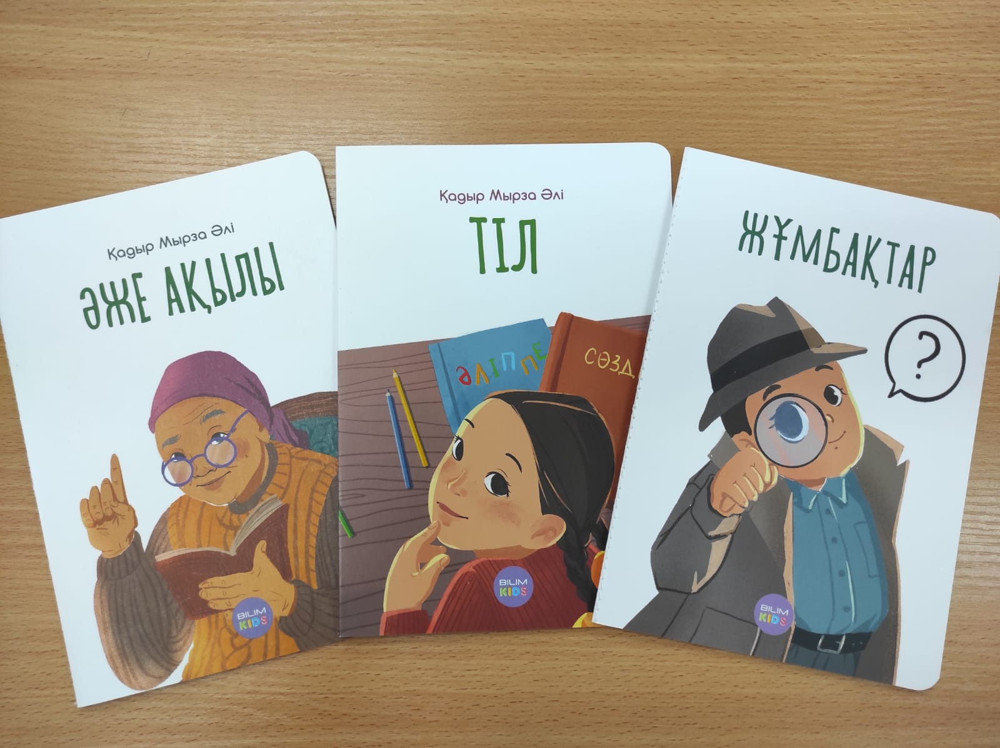 Қадыр Мырза Әлі
ӘЖЕ АҚЫЛЫ
BILIM
KIDS
Қадыр Мырза Әлі
ТІЛ
ӘЛІППЕ
СӨЗД
BILIM
KIDS
ЖҰМБАҚТАР
?
BILIM
KIDS